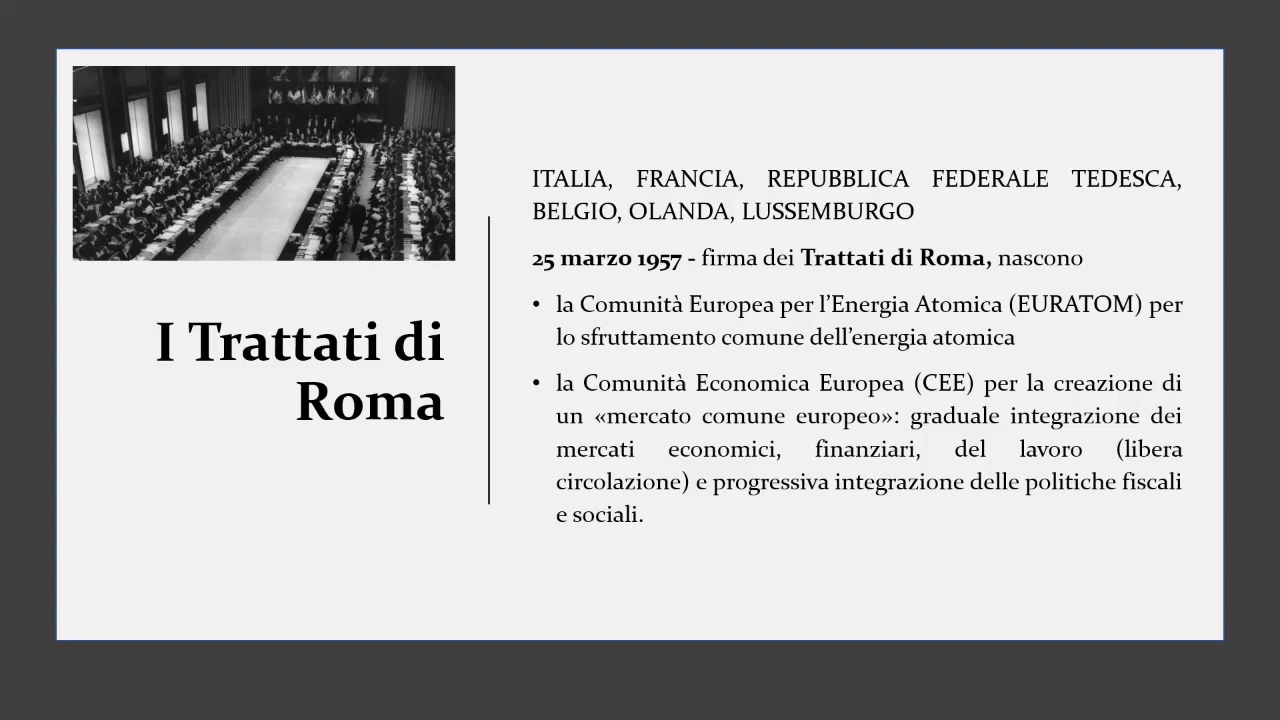 I Trattati di
Roma
ITALIA, FRANCIA, REPUBBLICA FEDERALE TEDESCA,
BELGIO, OLANDA, LUSSEMBURGO
25 marzo 1957 - firma dei Trattati di Roma, nascono
• la Comunità Europea per l’Energia Atomica (EURATOM) per
lo sfruttamento comune dell’energia atomica
• la Comunità Economica Europea (CEE) per la creazione di
un «mercato comune europeo»: graduale integrazione dei
mercati economici, finanziari, del lavoro (libera
circolazione) e progressiva integrazione delle politiche fiscali
e sociali.